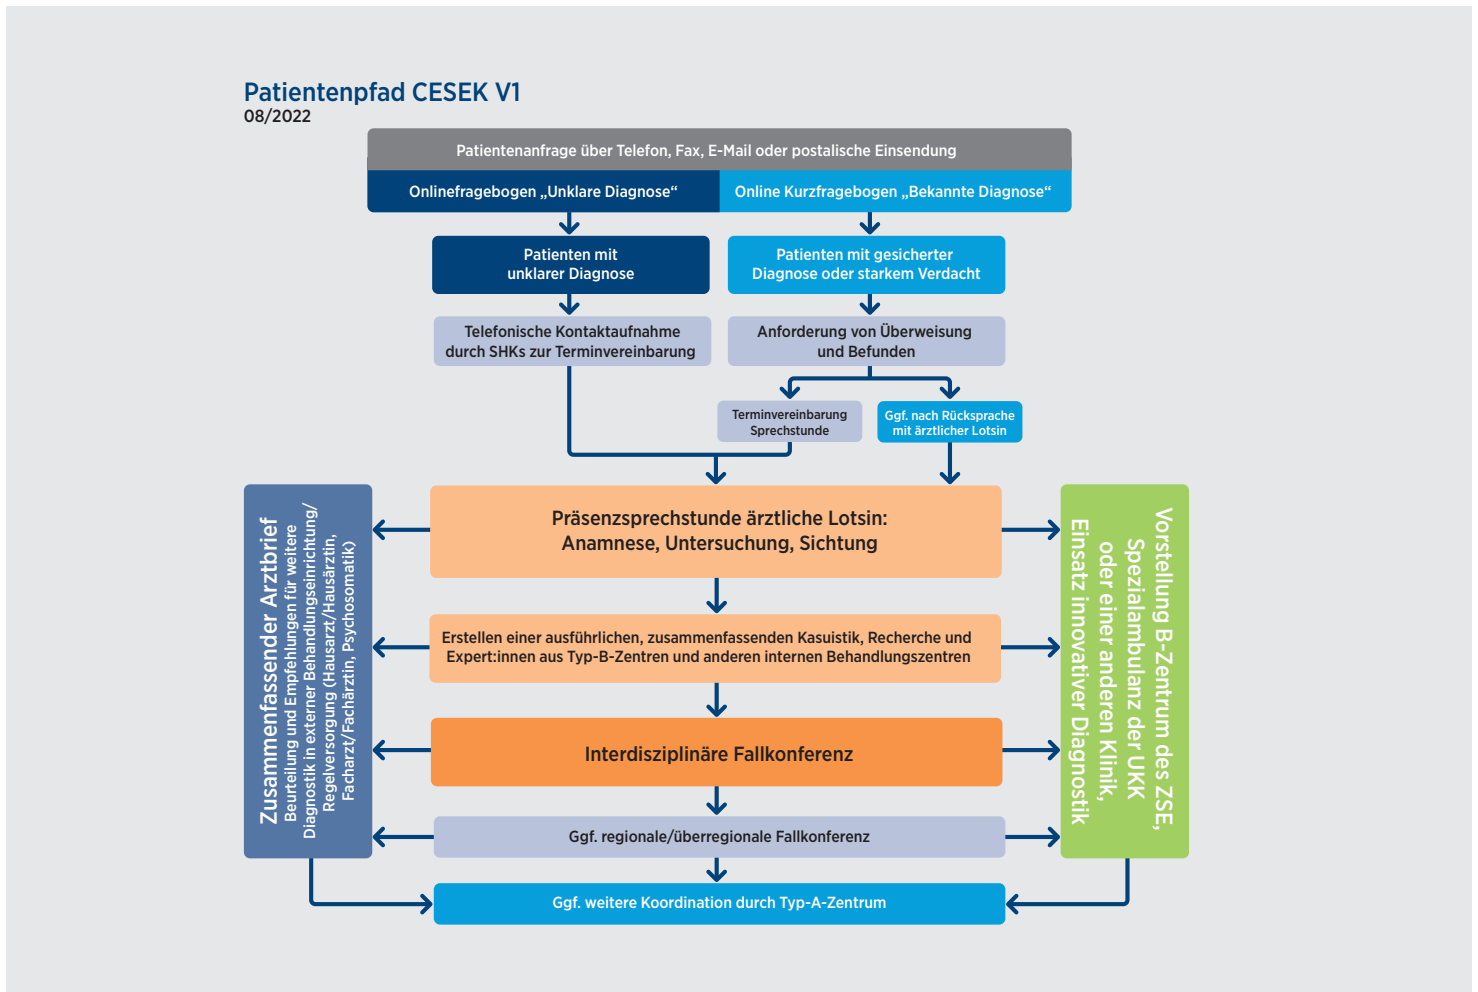 Patientenpfad CESEK V1
08/2022
Patientenanfrage über Telefon, Fax, E-Mail oder postalische Einsendung
Onlinefragebogen „Unklare Diagnose“
Online Kurzfragebogen „Bekannte Diagnose“
Patienten mit
unklarer Diagnose
Patienten mit gesicherter
Diagnose oder starkem Verdacht
Telefonische Kontaktaufnahme
durch SHKs zur Terminvereinbarung
Anforderung von Überweisung
und Befunden
Terminvereinbarung
Sprechstunde
Ggf. nach Rücksprache
mit ärztlicher Lotsin
Zusammenfassender Arztbrief
Beurteilung und Empfehlungen für weitere
Diagnostik in externer Behandlungseinrichtung/
Regelversorgung (Hausarzt/Hausärztin,
Facharzt/Fachärztin, Psychosomatik)
Präsenzsprechstunde ärztliche Lotsin:
Anamnese, Untersuchung, Sichtung
Erstellen einer ausführlichen, zusammenfassenden Kasuistik, Recherche und
Expert:innen aus Typ-B-Zentren und anderen internen Behandlungszentren
Interdisziplinäre Fallkonferenz
Ggf. regionale/überregionale Fallkonferenz
Ggf. weitere Koordination durch Typ-A-Zentrum
Vorstellung B-Zentrum des ZSE,
Spezialambulanz der UKK
oder einer anderen Klinik,
Einsatz innovativer Diagnostik